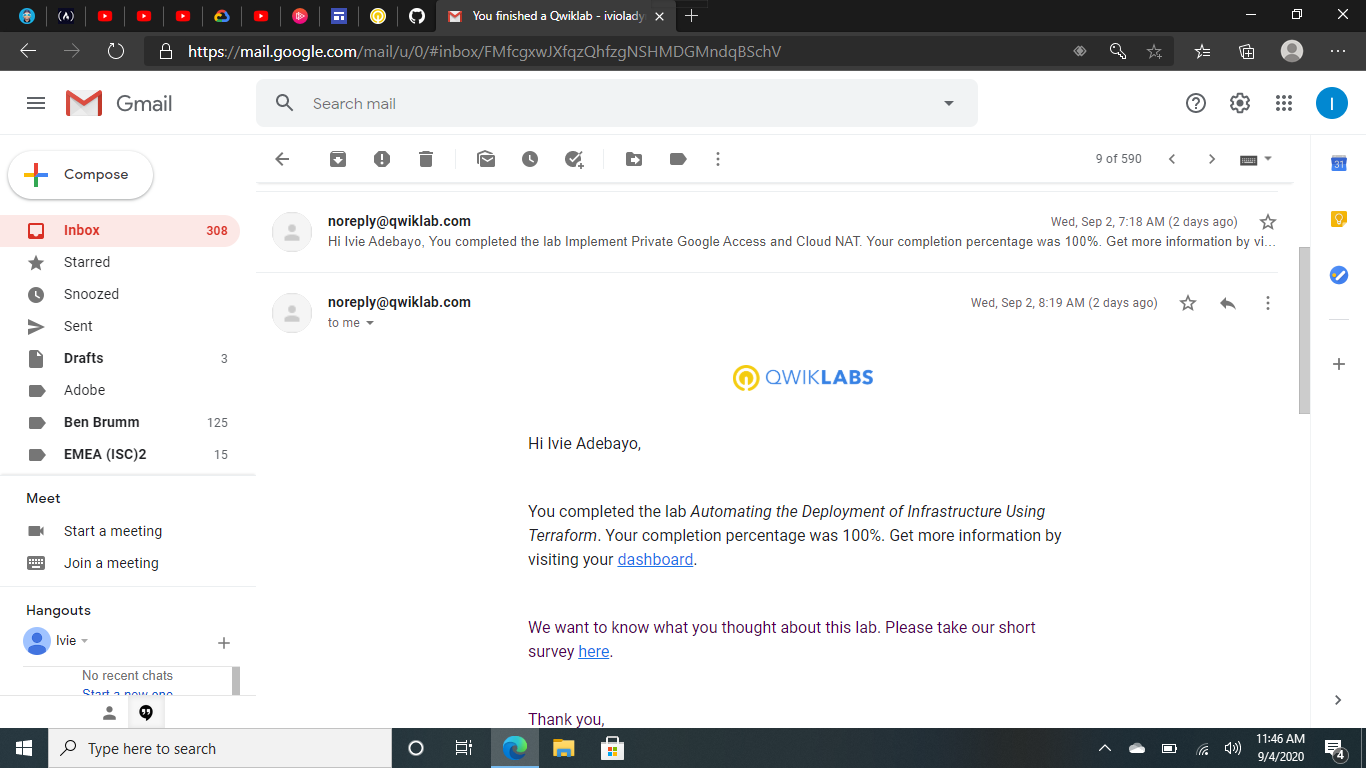 You finished a Qwiklab - ivioladyr
https://mail.google.com/mail/u/0/#inbox/FMfcgxwJXfqzQhfzgNSHMDGMndqBSchV
Gmail
Search mail
I
Compose
9 of 590
31
Inbox 308
Starred
Snoozed
Sent
Drafts 3
Adobe
Ben Brumm 125
EMEA (ISC)2 15
Meet
Start a meeting
Join a meeting
Hangouts
Ivie
No recent chats
Start a new one
noreply@qwiklab.com Wed, Sep 2, 7:18 AM (2 days ago)
Hi Ivie Adebayo, You completed the lab Implement Private Google Access and Cloud NAT. Your completion percentage was 100%. Get more information by vi...
noreply@qwiklab.com Wed, Sep 2, 8:19 AM (2 days ago)
to me
QWIKLABS
Hi Ivie Adebayo,
You completed the lab Automating the Deployment of Infrastructure Using
Terraform. Your completion percentage was 100%. Get more information by
visiting your dashboard.
We want to know what you thought about this lab. Please take our short
survey here.
Thank you,
Type here to search
11:46 AM
9/4/2020
4